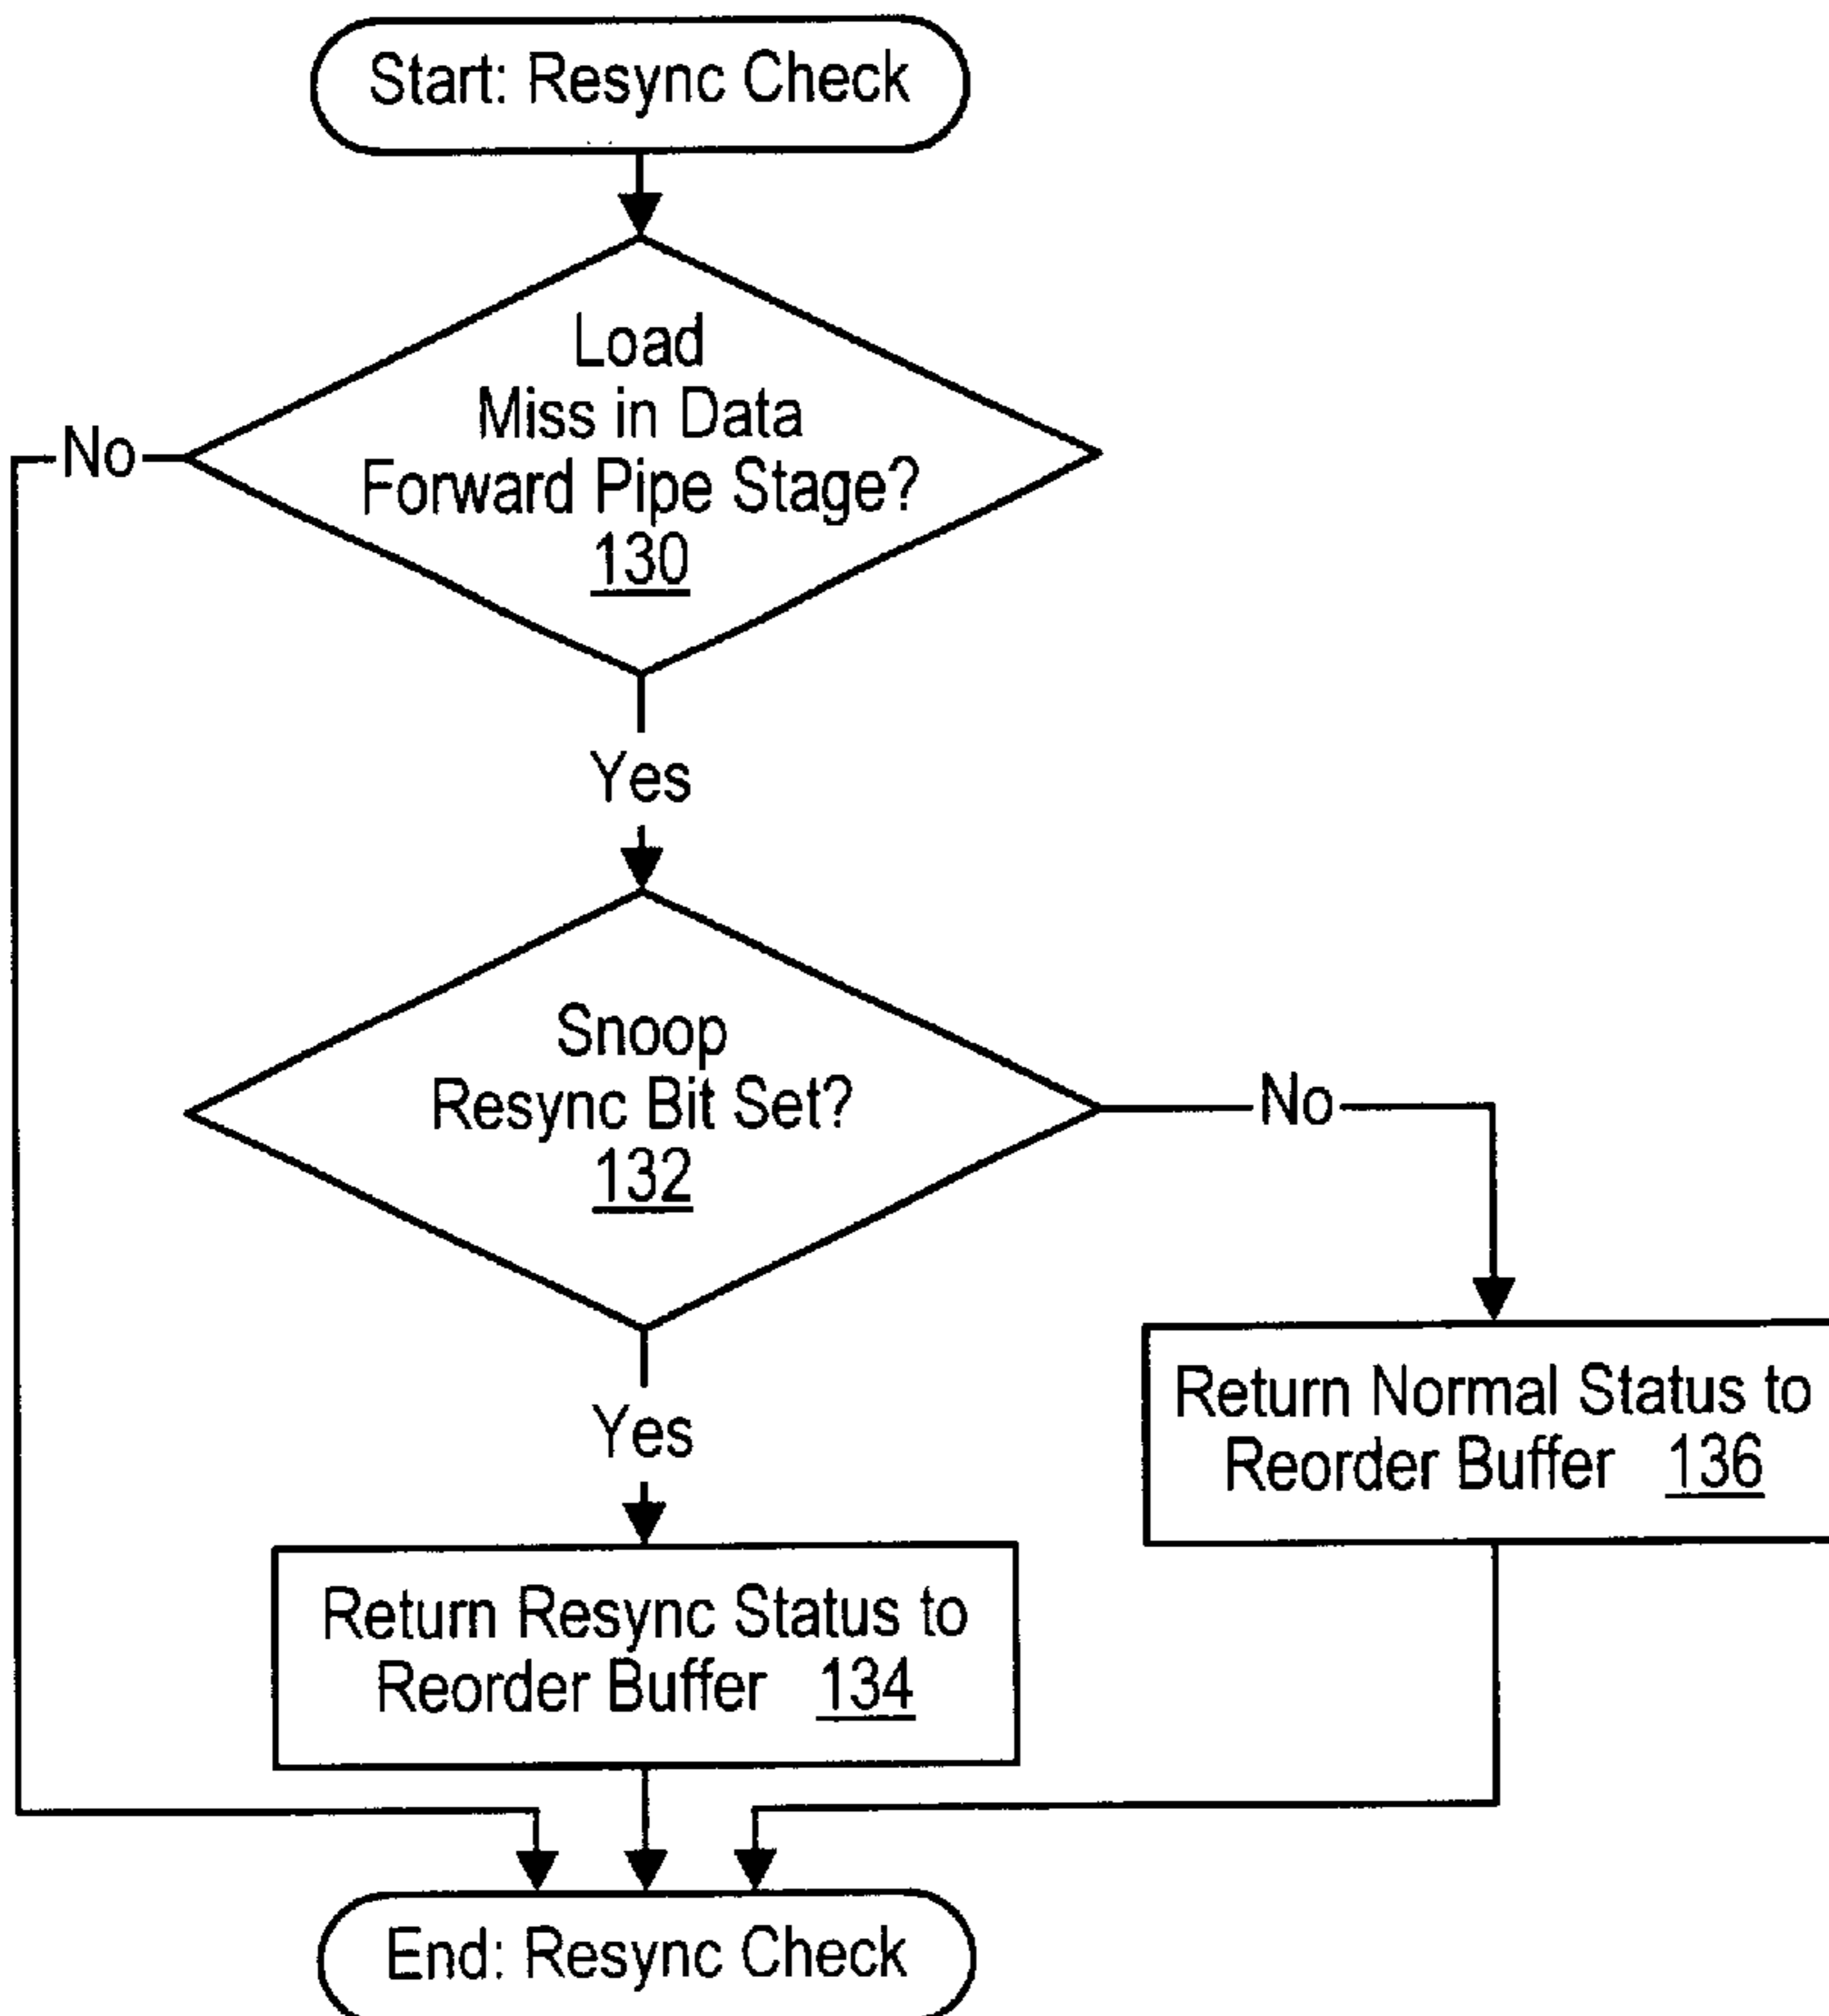 Start: Resync Check
Load
Miss in Data
Forward Pipe Stage?
130
No
Yes
Snoop
Resync Bit Set?
132
No
Yes
Return Normal Status to
Reorder Buffer 136
Return Resync Status to
Reorder Buffer 134
End: Resync Check